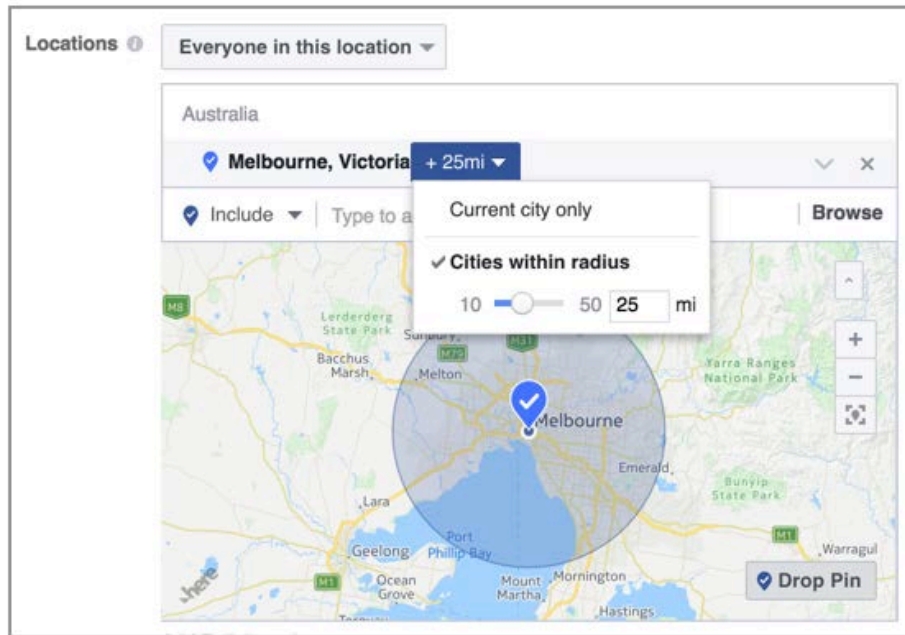 Locations
Everyone in this location
Australia
Melbourne, Victoria + 25mi
Include Type to a Browse
Current city only
Cities within radius
10 50 25 mi
M8
Lerderderg
State Park
M79
M31
Bacchus
Marsh
Melton
Yarra Ranges
National Park
Melbourne
Emerald
Bunyip
State Park
Lara
Port
Phillip Bay
Geelong
M1
Warragul
M1
Ocean
Grove
Mount
Martha
Mornington
Drop Pin
here
Hastings